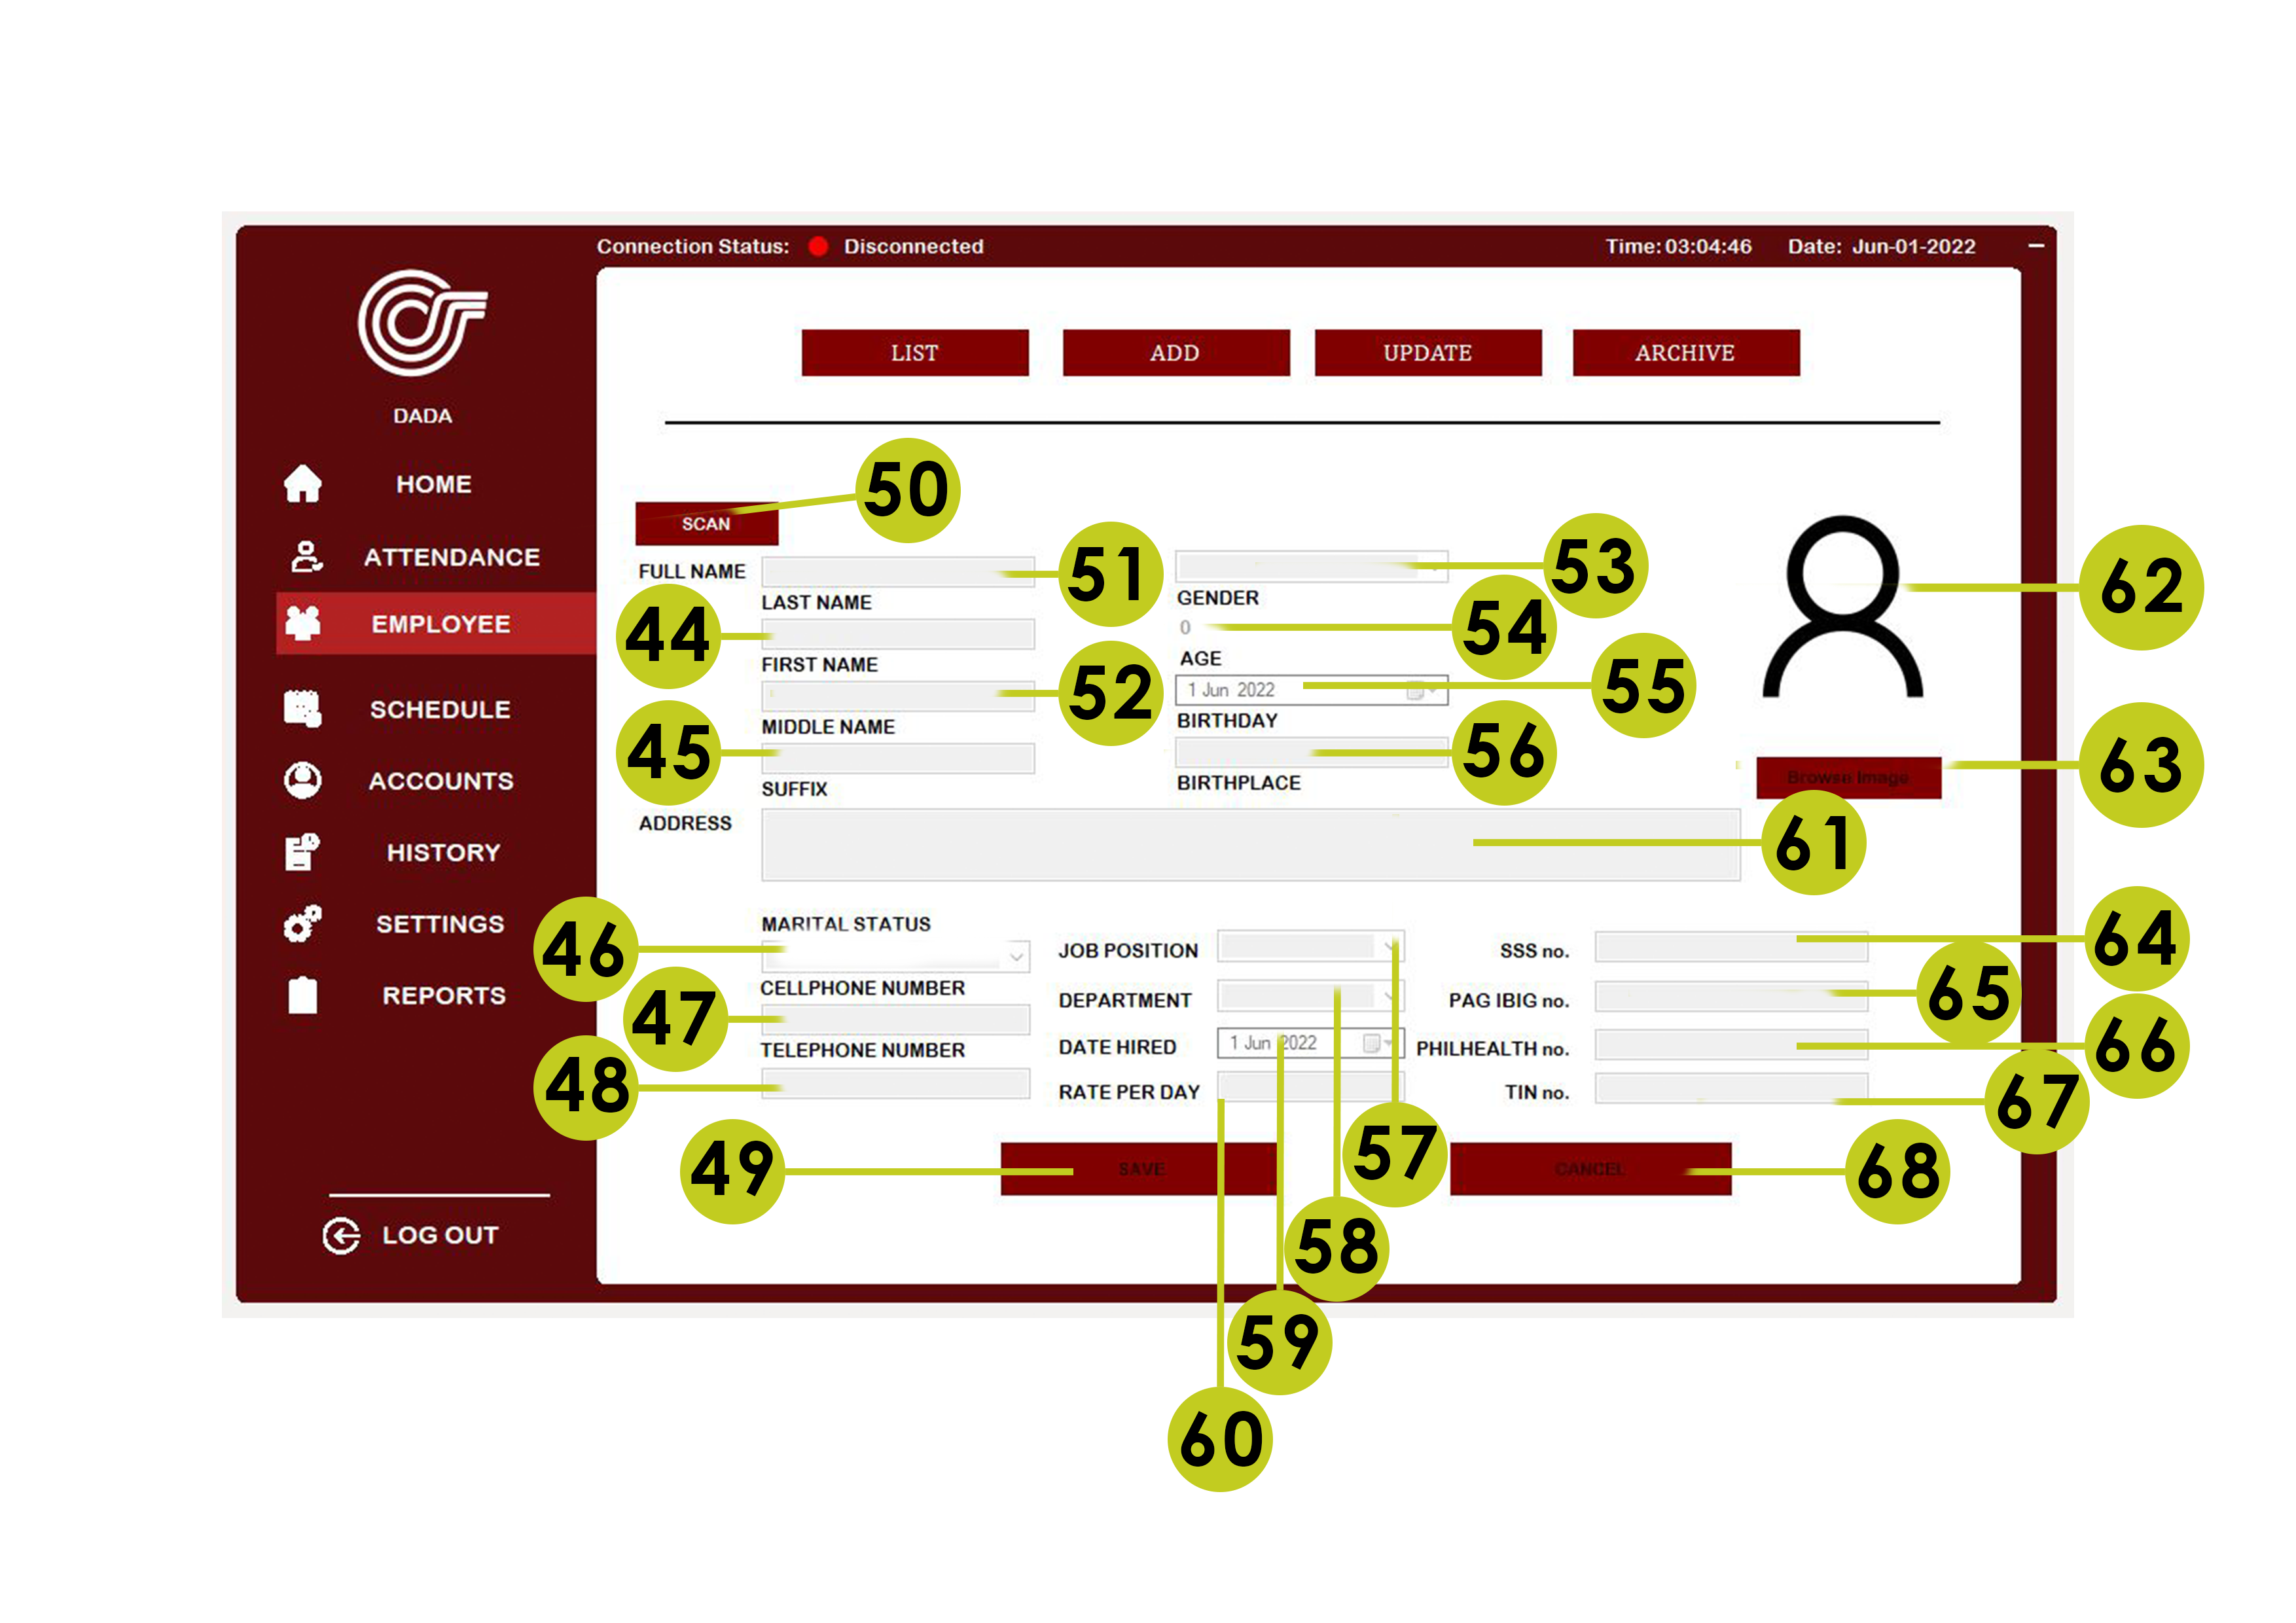 Connection Status: Disconnected
Time: 03:04:46 Date: Jun-01-2022
DADA
HOME
ATTENDANCE
EMPLOYEE
SCHEDULE
ACCOUNTS
HISTORY
SETTINGS
REPORTS
LOG OUT
LIST ADD UPDATE ARCHIVE
50
SCAN
FULL NAME
51
53
LAST NAME
GENDER
44
0
54
62
FIRST NAME
AGE
52
1 Jun 2022
55
MIDDLE NAME
BIRTHDAY
45
56
63
Browse Image
SUFFIX
BIRTHPLACE
ADDRESS
61
MARITAL STATUS
46
JOB POSITION
SSS no.
64
CELLPHONE NUMBER
DEPARTMENT
PAG IBIG no.
65
47
TELEPHONE NUMBER
DATE HIRED
1 Jun 2022
PHILHEALTH no.
66
48
RATE PER DAY
TIN no.
67
49
SAVE
57
CANCEL
68
58
59
60